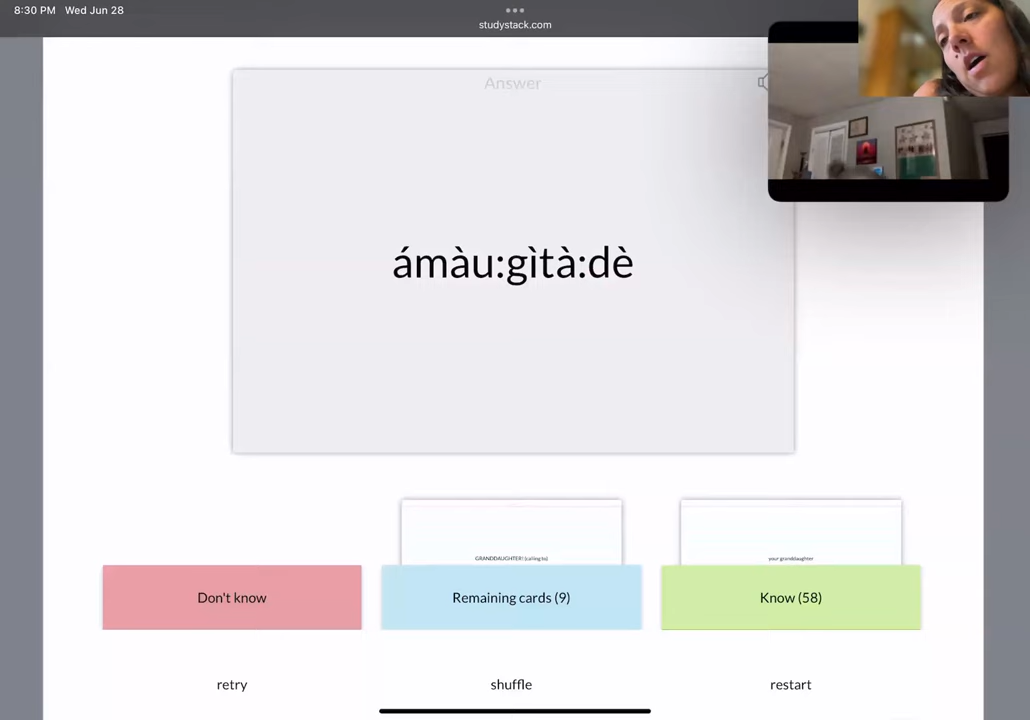 8:30 PM Wed Jun 28
studystack.com
Answer
ámàu:gìtà:dè
GRANDDAUGHTER! (calling to)
your granddaughter
Don't know
Remaining cards (9)
Know (58)
retry
shuffle
restart